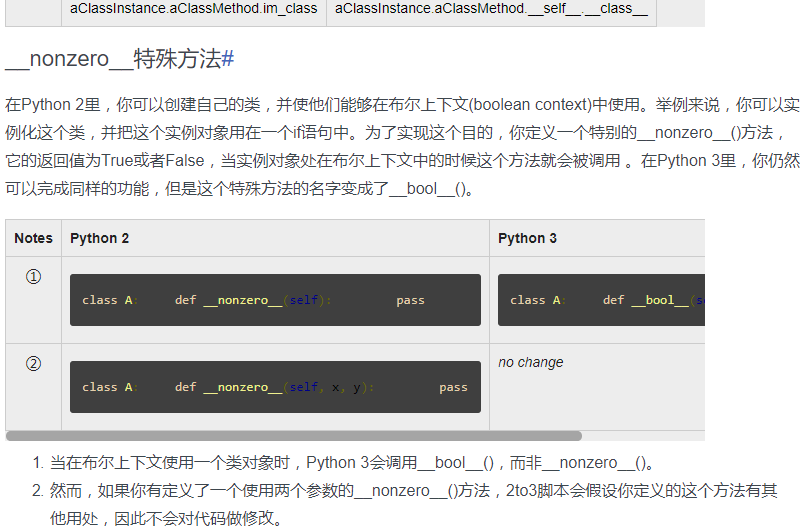 aClassInstance.aClassMethod.im_class aClassInstance.aClassMethod.__self__.__class__
__nonzero__特殊方法#
在Python 2里，你可以创建自己的类，并使他们能够在布尔上下文(boolean context)中使用。举例来说，你可以实
例化这个类，并把这个实例对象用在一个if语句中。为了实现这个目的，你定义一个特别的__nonzero__()方法，
它的返回值为True或者False，当实例对象处在布尔上下文中的时候这个方法就会被调用 。在Python 3里，你仍然
可以完成同样的功能，但是这个特殊方法的名字变成了__bool__()。
Notes Python 2 Python 3
① class A: def __nonzero__(self): pass class A: def __bool__(s
② class A: def __nonzero__(self, x, y): pass no change
1. 当在布尔上下文使用一个类对象时，Python 3会调用__bool__()，而非__nonzero__()。
2. 然而，如果你有定义了一个使用两个参数的__nonzero__()方法，2to3脚本会假设你定义的这个方法有其
他用处，因此不会对代码做修改。